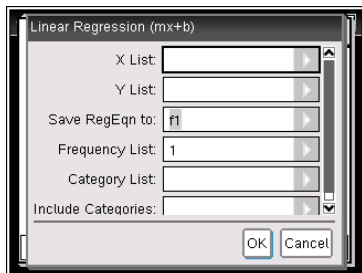 Linear Regression (mx+b)
X List:
Y List:
Save RegEqn to: f1
Frequency List: 1
Category List:
Include Categories:
OK Cancel